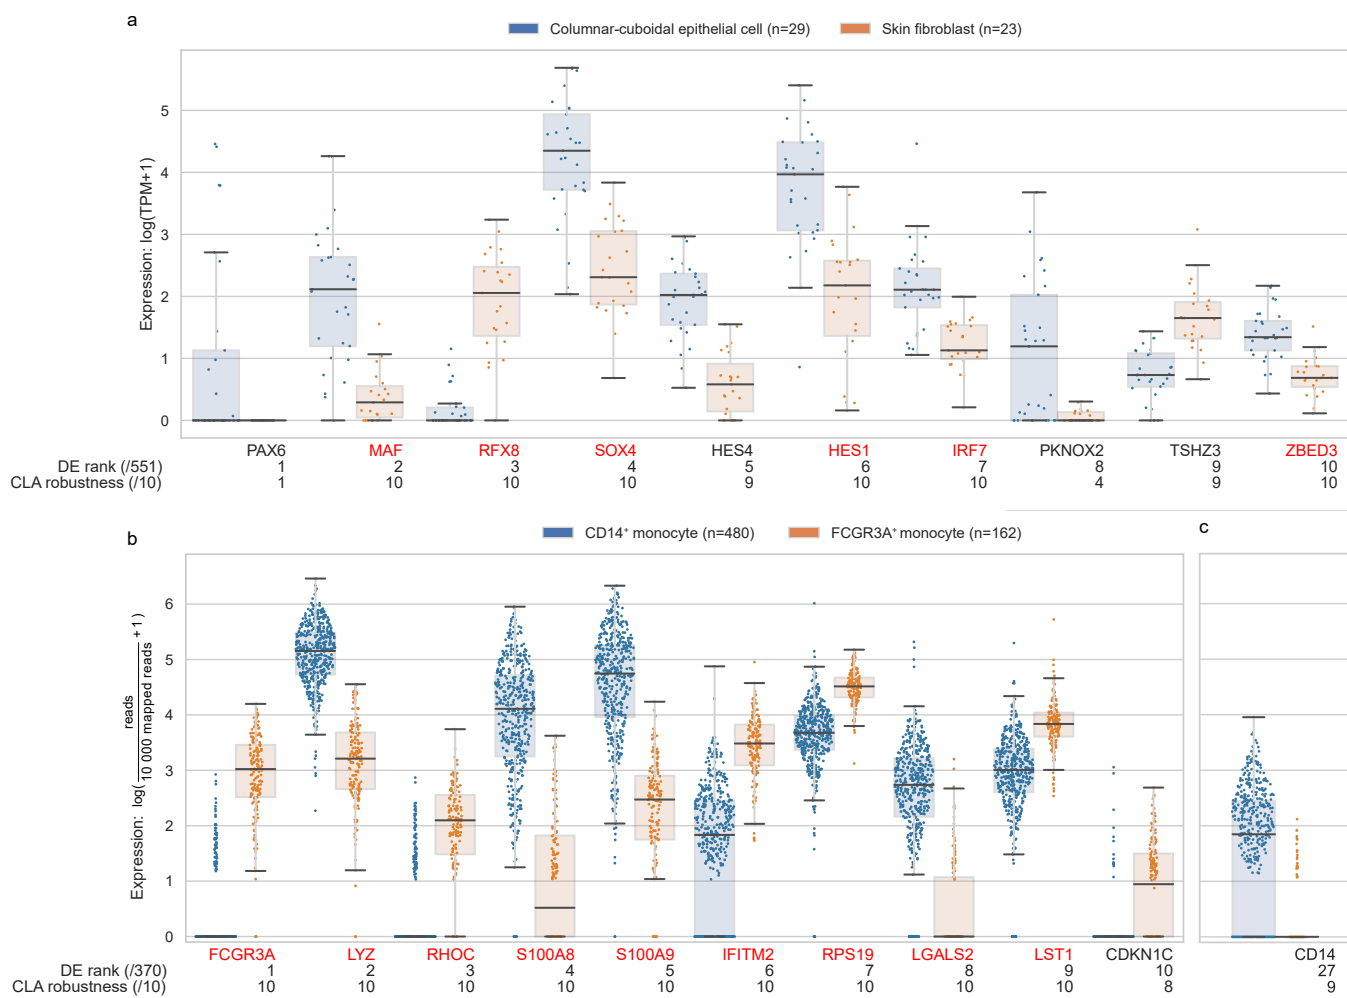 a
Columnar-cuboidal epithelial cell (n=29) Skin fibroblast (n=23)
Expression: log(TPM+1)
5
4
3
2
1
0
PAX6 MAF RFX8 SOX4 HES4 HES1 IRF7 PKNOX2 TSHZ3 ZBED3
DE rank (/551) 1 2 3 4 5 6 7 8 9 10
CLA robustness (/10) 1 10 10 10 9 10 10 4 9 10
b
CD14+ monocyte (n=480) FCGR3A+ monocyte (n=162)
c
Expression: log(reads/10 000 mapped reads +1)
6
5
4
3
2
1
0
FCGR3A LYZ RHOC S100A8 S100A9 IFITM2 RPS19 LGALS2 LST1 CDKN1C CD14
DE rank (/370) 1 2 3 4 5 6 7 8 9 10 27
CLA robustness (/10) 10 10 10 10 10 10 10 10 10 8 9